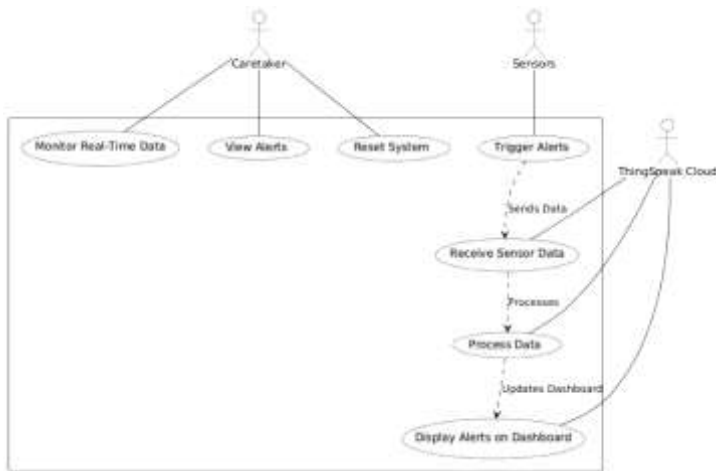 Caretaker
Sensors
Monitor Real-Time Data
View Alerts
Reset System
Trigger Alerts
ThingSpeak Cloud
Sends Data
Receive Sensor Data
Processes
Process Data
Updates Dashboard
Display Alerts on Dashboard